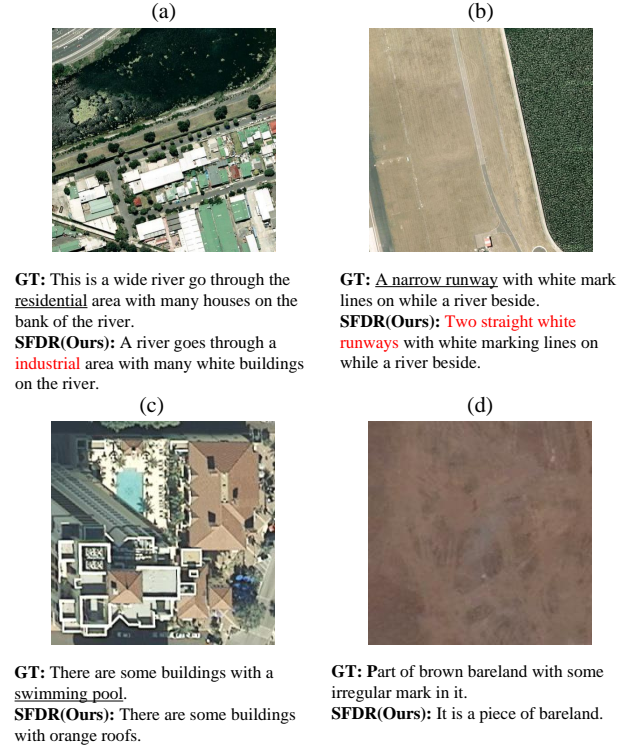 (a)
(b)
GT: This is a wide river go through the
residential area with many houses on the
bank of the river.
SFDR(Ours): A river goes through a
industrial area with many white buildings
on the river.
GT: A narrow runway with white mark
lines on while a river beside.
SFDR(Ours): Two straight white
runways with white marking lines on
while a river beside.
(c)
(d)
GT: There are some buildings with a
swimming pool.
SFDR(Ours): There are some buildings
with orange roofs.
GT: Part of brown bareland with some
irregular mark in it.
SFDR(Ours): It is a piece of bareland.